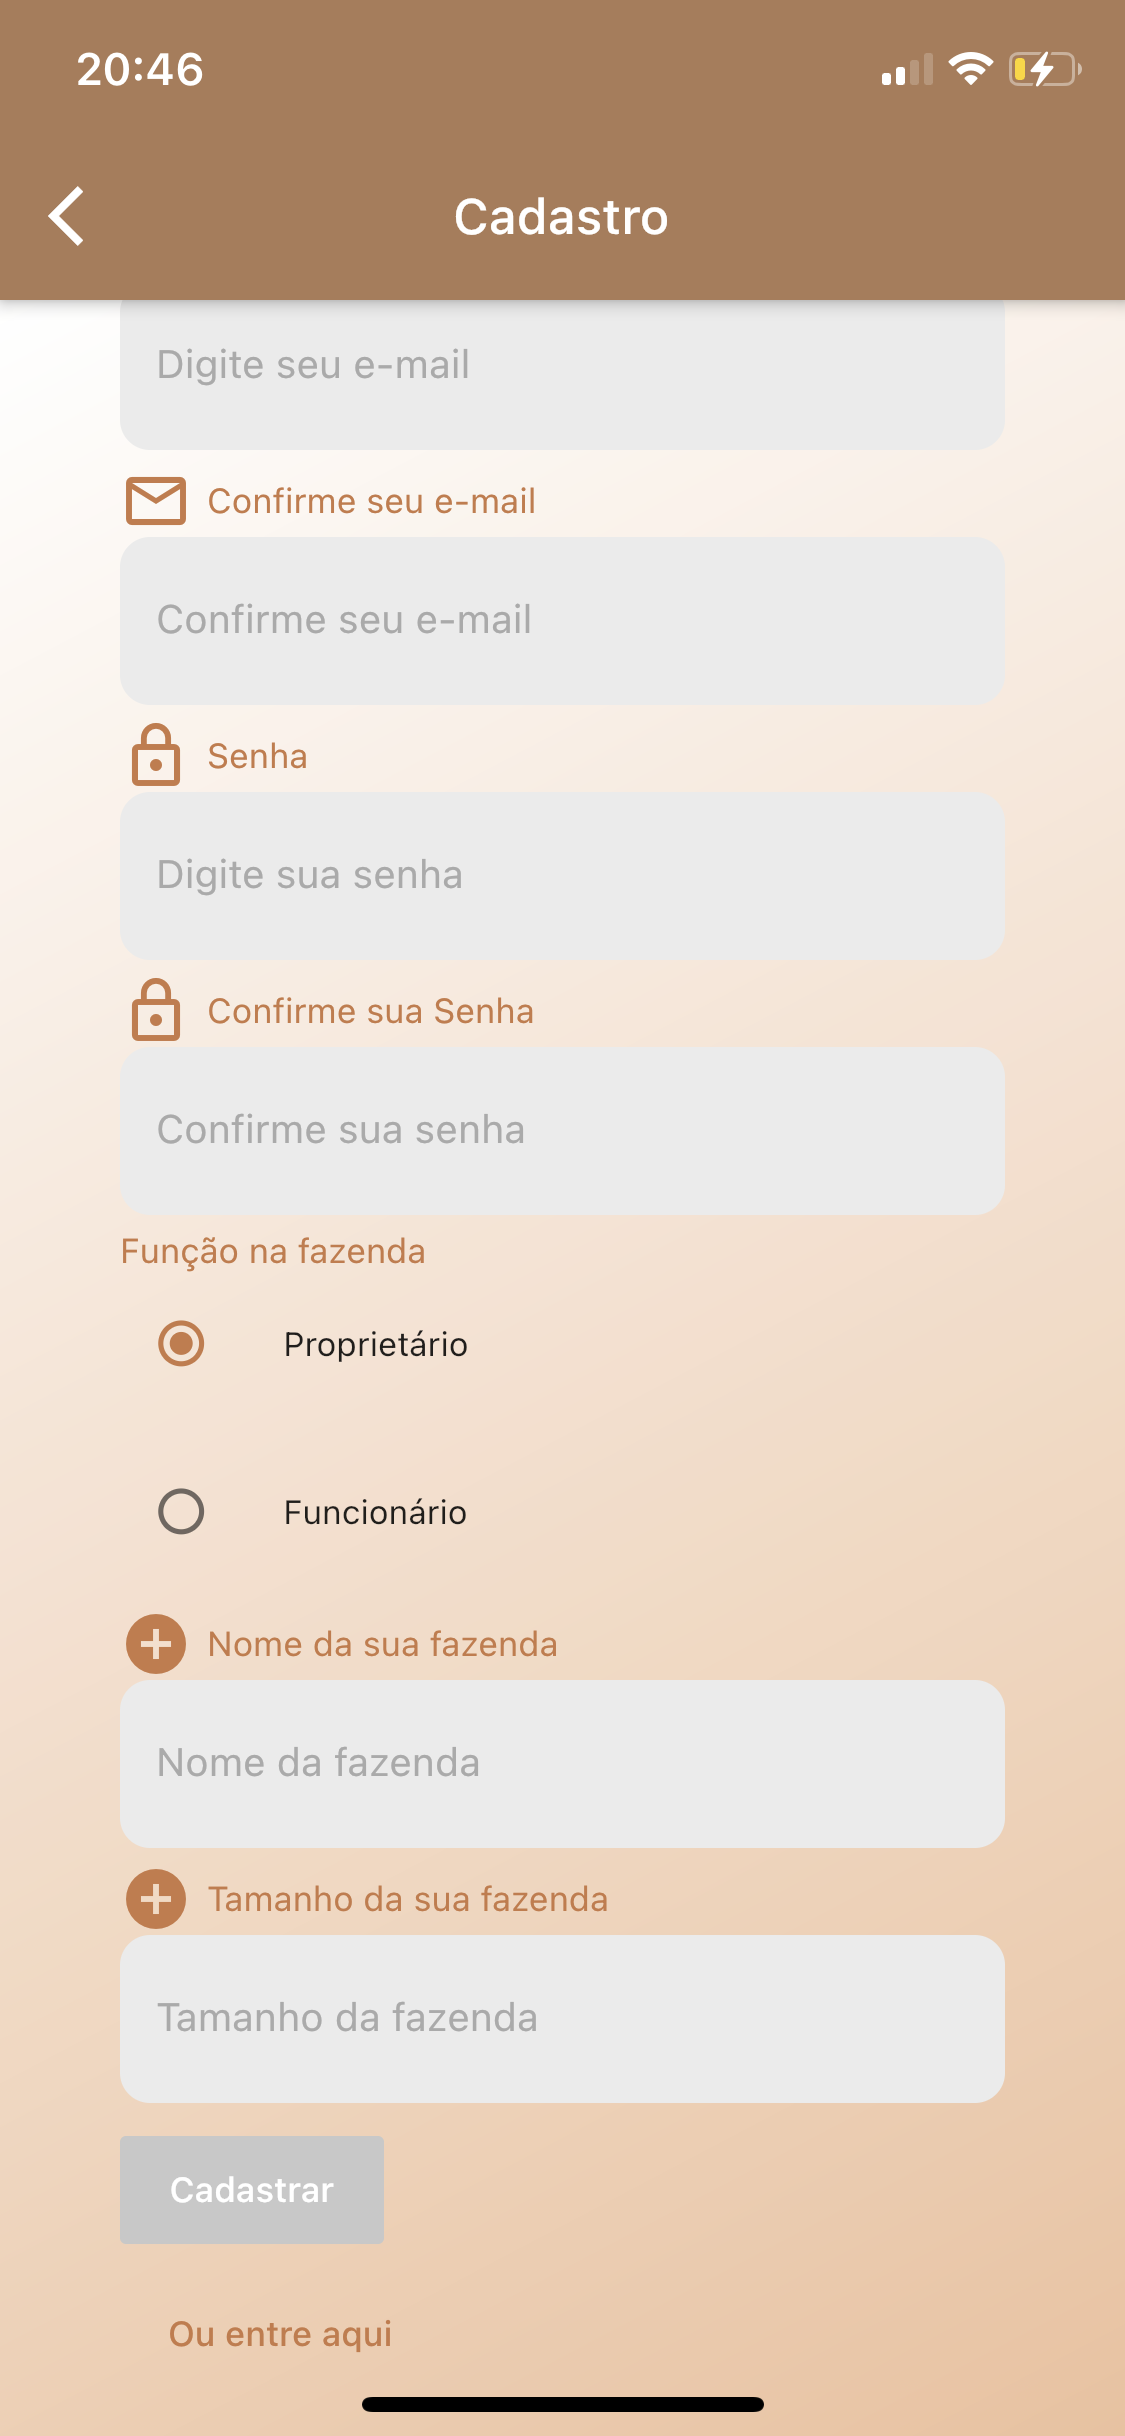 20:46
Cadastro
Digite seu e-mail
Confirme seu e-mail
Confirme seu e-mail
Senha
Digite sua senha
Confirme sua Senha
Confirme sua senha
Função na fazenda
Proprietário
Funcionário
Nome da sua fazenda
Nome da fazenda
Tamanho da sua fazenda
Tamanho da fazenda
Cadastrar
Ou entre aqui